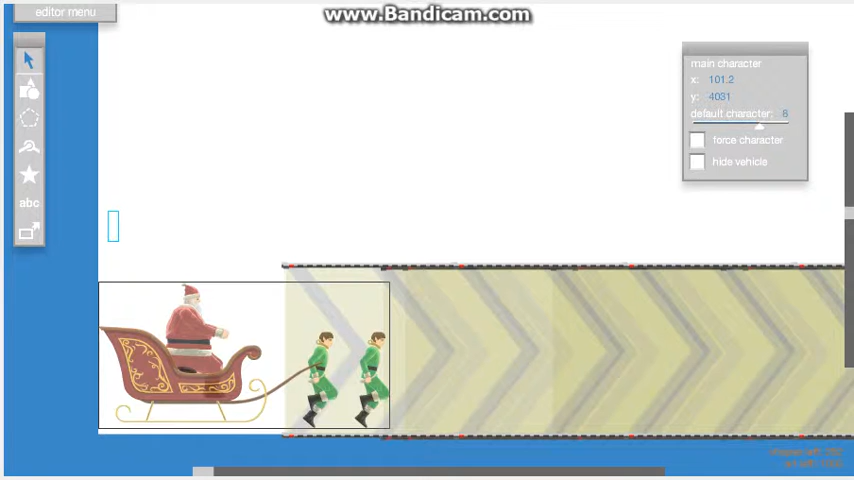 editor menu
www.Bandicam.com
main character
x: 101.2
y: 4031
default character: 8
force character
hide vehicle
abc